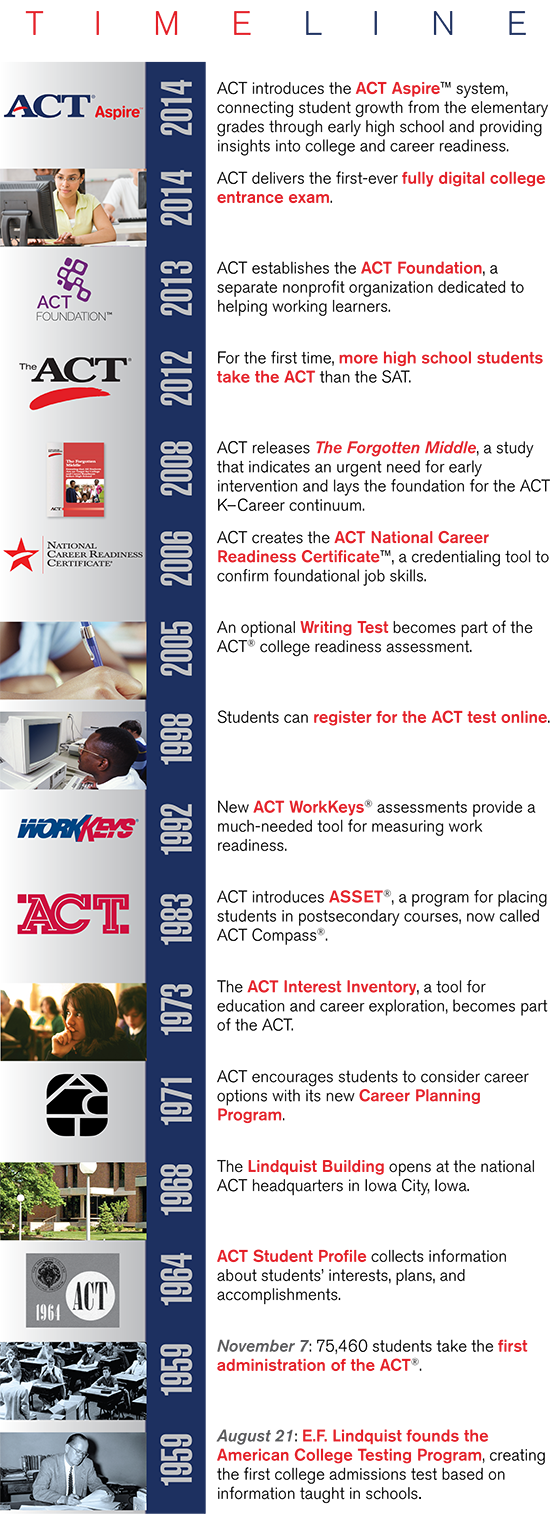 TIMELINE
ACT® Aspire™
2014
ACT introduces the ACT Aspire™ system,
connecting student growth from the elementary
grades through early high school and providing
insights into college and career readiness.
2014
ACT delivers the first-ever fully digital college
entrance exam.
ACT
FOUNDATION™
2013
ACT establishes the ACT Foundation, a
separate nonprofit organization dedicated to
helping working learners.
The ACT®
2012
For the first time, more high school students
take the ACT than the SAT.
The Forgotten
Middle
ACT
2008
ACT releases The Forgotten Middle, a study
that indicates an urgent need for early
intervention and lays the foundation for the ACT
K–Career continuum.
NATIONAL
CAREER READINESS
CERTIFICATE®
2006
ACT creates the ACT National Career
Readiness Certificate™, a credentialing tool to
confirm foundational job skills.
2005
An optional Writing Test becomes part of the
ACT® college readiness assessment.
1998
Students can register for the ACT test online.
WORKKEYS®
1992
New ACT WorkKeys® assessments provide a
much-needed tool for measuring work
readiness.
ACT
1983
ACT introduces ASSET®, a program for placing
students in postsecondary courses, now called
ACT Compass®.
1973
The ACT Interest Inventory, a tool for
education and career exploration, becomes part
of the ACT.
ACT
1971
ACT encourages students to consider career
options with its new Career Planning
Program.
1968
The Lindquist Building opens at the national
ACT headquarters in Iowa City, Iowa.
1964 ACT
1964
ACT Student Profile collects information
about students’ interests, plans, and
accomplishments.
1959
November 7: 75,460 students take the first
administration of the ACT®.
1959
August 21: E.F. Lindquist founds the
American College Testing Program, creating
the first college admissions test based on
information taught in schools.